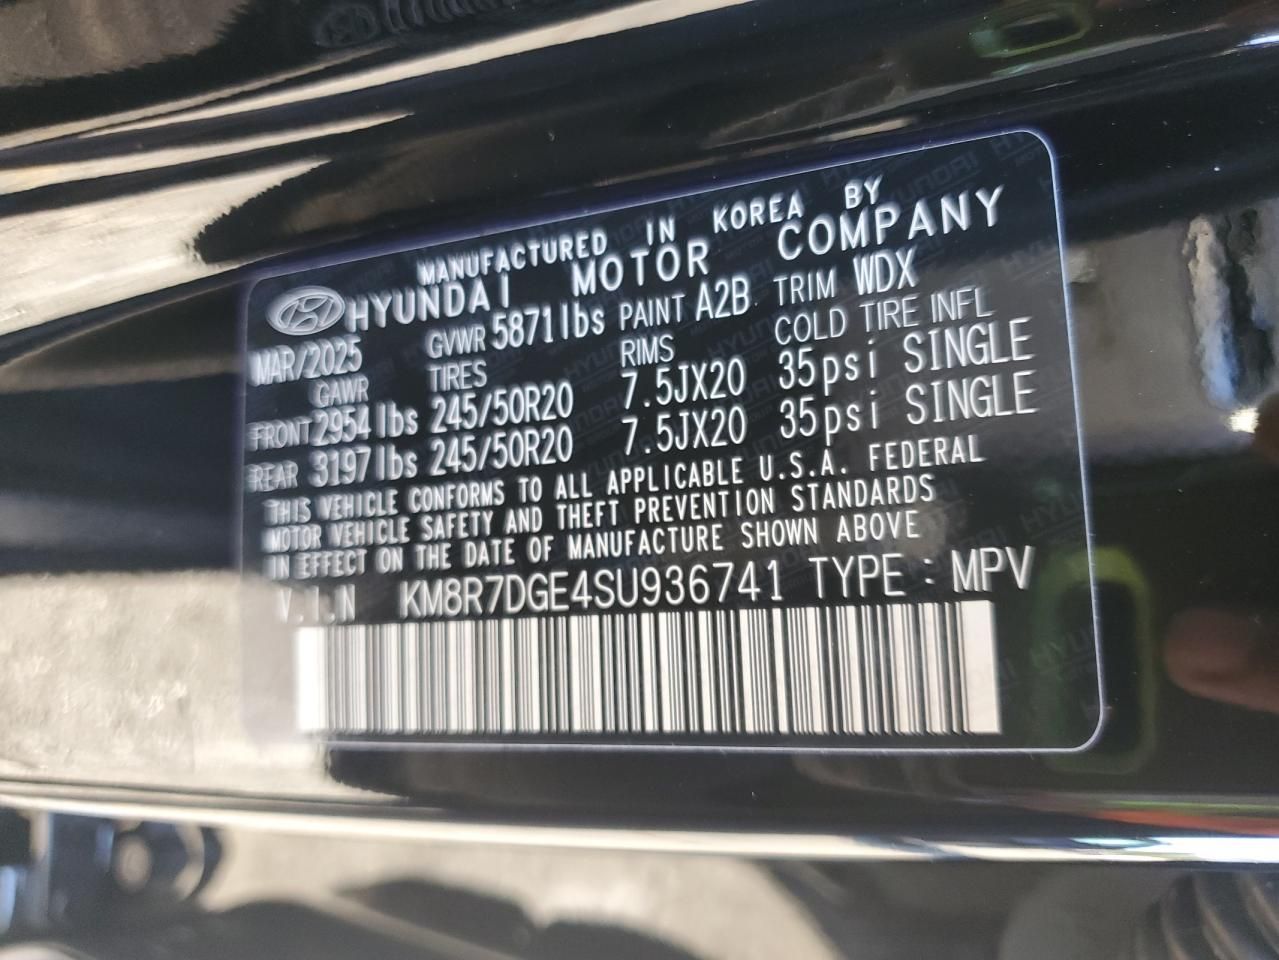 MANUFACTURED IN KOREA BY
HYUNDAI MOTOR COMPANY
MAR/2025 GVWR 5871lbs PAINT A2B TRIM WDX
GAWR TIRES RIMS COLD TIRE INFL
FRONT 2954lbs 245/50R20 7.5JX20 35psi SINGLE
REAR 3197lbs 245/50R20 7.5JX20 35psi SINGLE
THIS VEHICLE CONFORMS TO ALL APPLICABLE U.S.A. FEDERAL
MOTOR VEHICLE SAFETY AND THEFT PREVENTION STANDARDS
IN EFFECT ON THE DATE OF MANUFACTURE SHOWN ABOVE
V.I.N KM8R7DGE4SU936741 TYPE : MPV